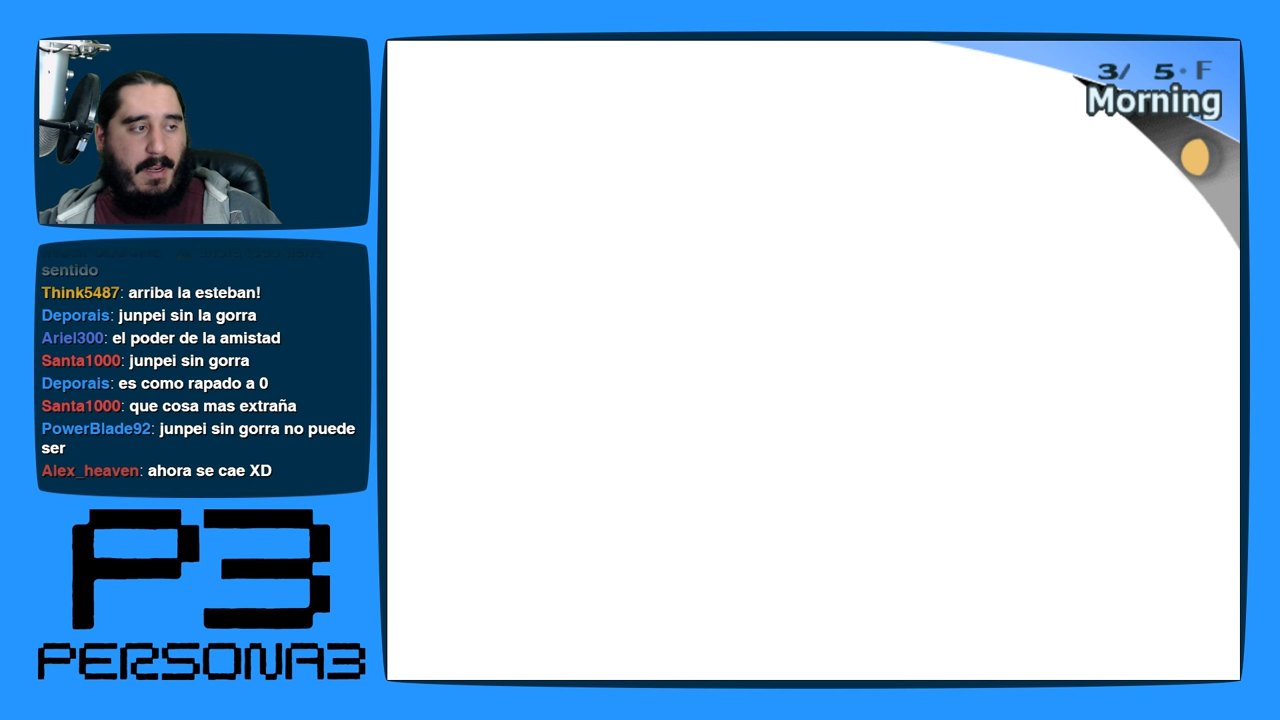 3/ 5·F
Morning
sentido
Think5487: arriba la esteban!
Deporais: junpei sin la gorra
Ariel300: el poder de la amistad
Santa1000: junpei sin gorra
Deporais: es como rapado a 0
Santa1000: que cosa mas extraña
PowerBlade92: junpei sin gorra no puede
ser
Alex_heaven: ahora se cae XD
P3
PERSONA3